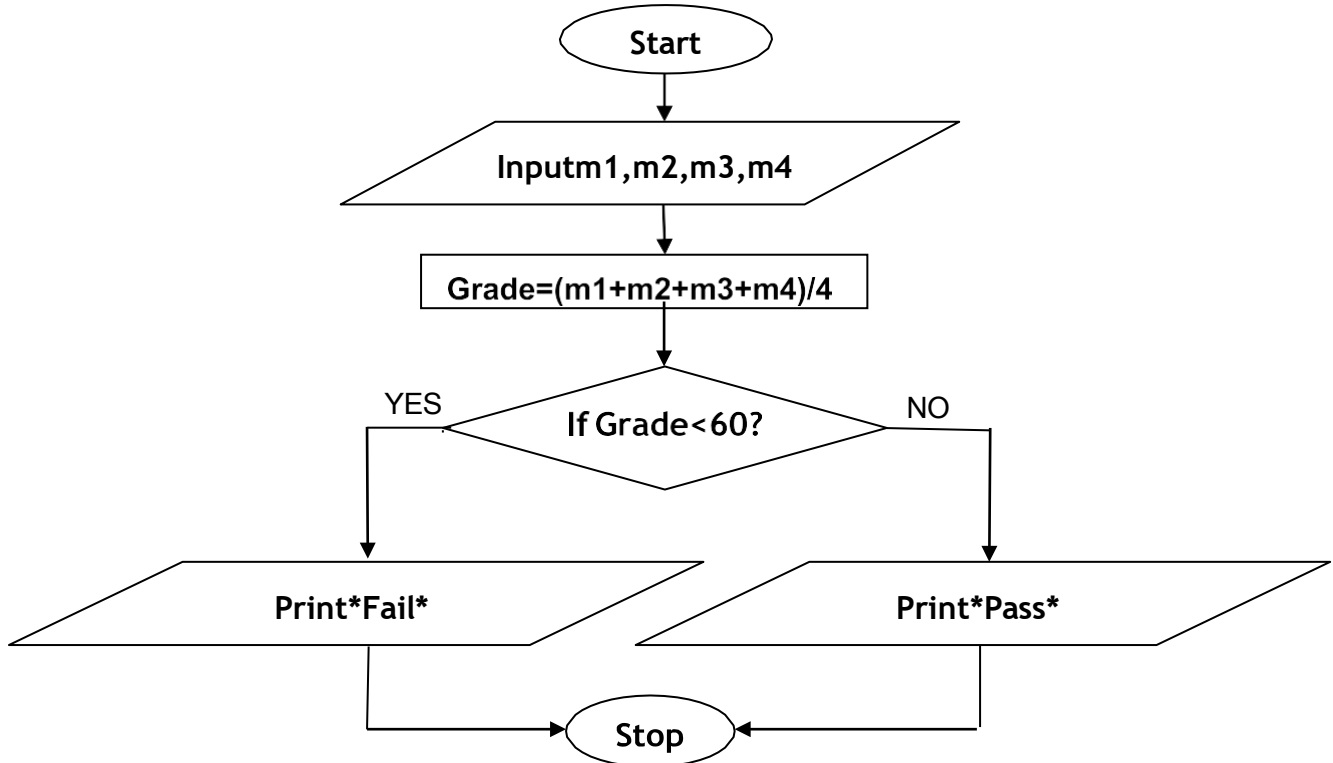 Start
Inputm1,m2,m3,m4
Grade=(m1+m2+m3+m4)/4
If Grade<60?
YES
NO
Print*Fail*
Print*Pass*
Stop